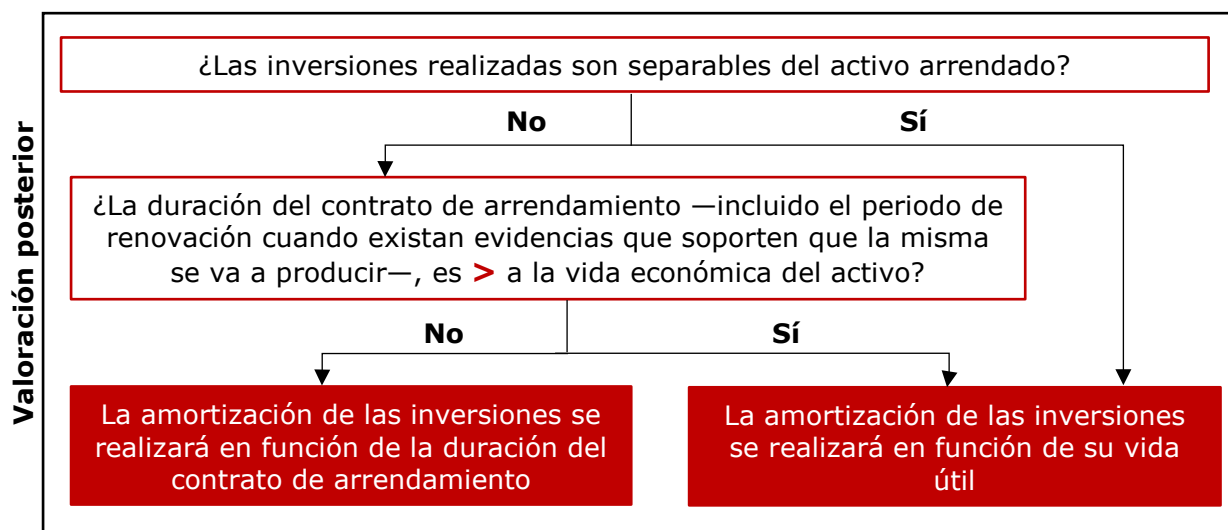 Valoración posterior
¿Las inversiones realizadas son separables del activo arrendado?
No
Sí
¿La duración del contrato de arrendamiento —incluido el periodo de
renovación cuando existan evidencias que soporten que la misma
se va a producir—, es > a la vida económica del activo?
No
Sí
La amortización de las inversiones se
realizará en función de la duración del
contrato de arrendamiento
La amortización de las inversiones
se realizará en función de su vida
útil